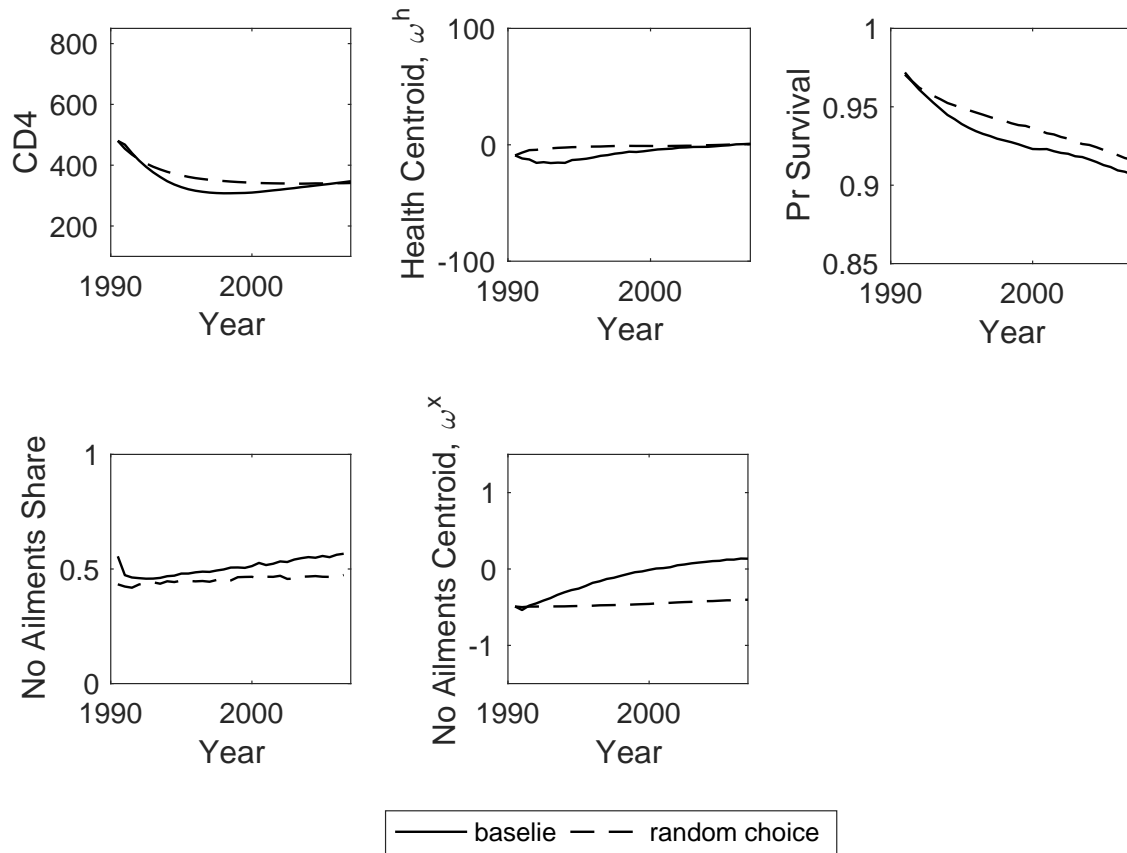 CD4
800
600
400
200
1990
2000
Year
Health Centroid, ω^h
100
0
-100
1990
2000
Year
Pr Survival
1
0.95
0.9
0.85
1990
2000
Year
No Ailments Share
1
0.5
0
1990
2000
Year
No Ailments Centroid, ω^x
1
0
-1
1990
2000
Year
baselie
random choice